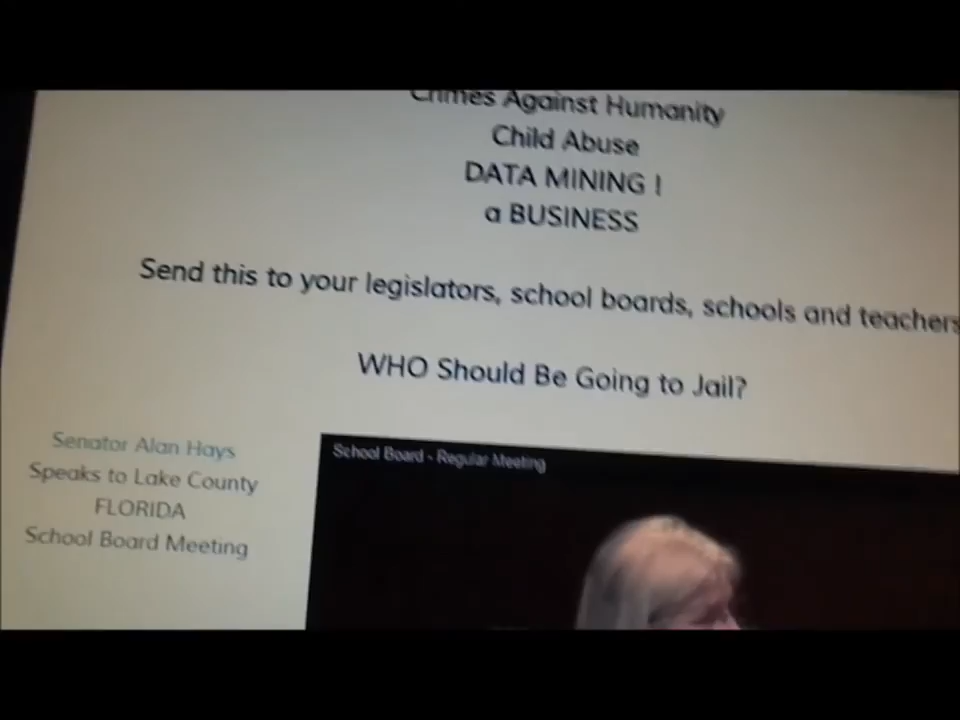 Crimes Against Humanity
Child Abuse
DATA MINING !
a BUSINESS
Send this to your legislators, school boards, schools and teachers
WHO Should Be Going to Jail?
Senator Alan Hays
Speaks to Lake County
FLORIDA
School Board Meeting
School Board - Regular Meeting